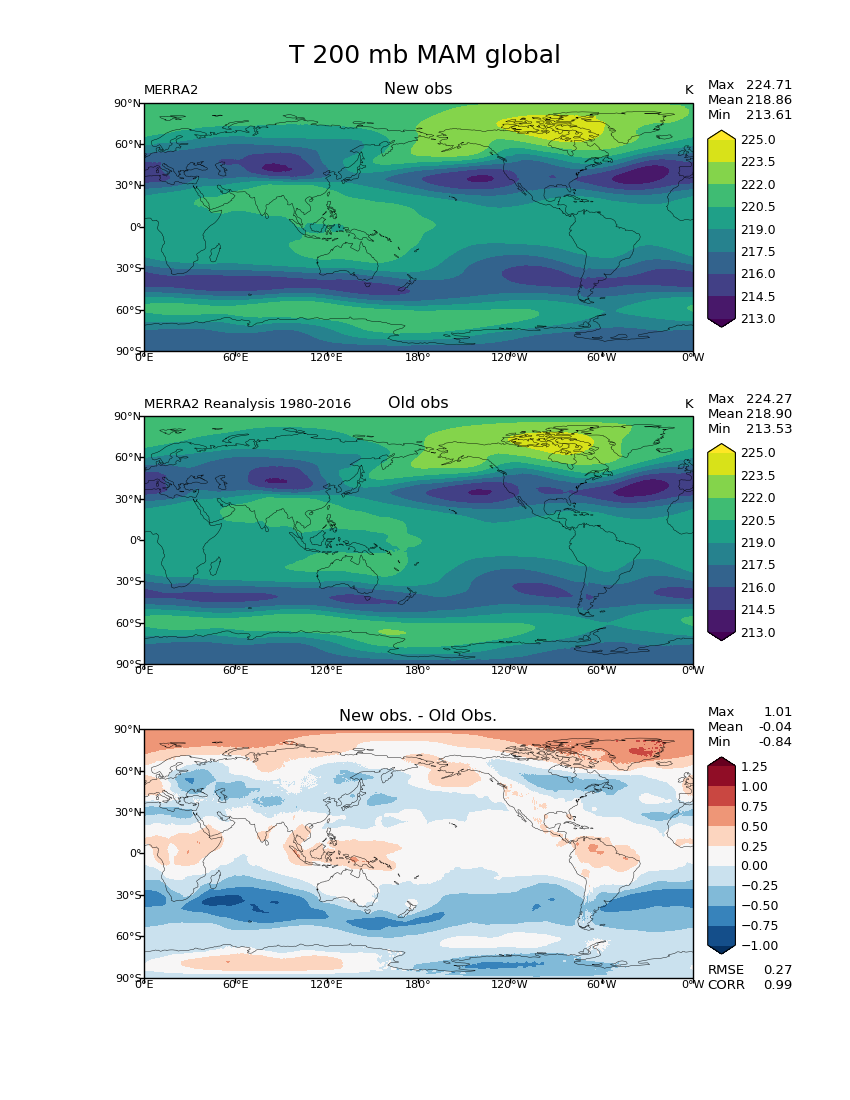 T 200 mb MAM global
MERRA2 New obs K
Max 224.71
Mean 218.86
Min 213.61
90°N
60°N
30°N
0°
30°S
60°S
90°S
0°E 60°E 120°E 180° 120°W 60°W 0°W
225.0
223.5
222.0
220.5
219.0
217.5
216.0
214.5
213.0
MERRA2 Reanalysis 1980-2016 Old obs K
Max 224.27
Mean 218.90
Min 213.53
90°N
60°N
30°N
0°
30°S
60°S
90°S
0°E 60°E 120°E 180° 120°W 60°W 0°W
225.0
223.5
222.0
220.5
219.0
217.5
216.0
214.5
213.0
New obs. - Old Obs.
Max 1.01
Mean -0.04
Min -0.84
90°N
60°N
30°N
0°
30°S
60°S
90°S
0°E 60°E 120°E 180° 120°W 60°W 0°W
1.25
1.00
0.75
0.50
0.25
0.00
−0.25
−0.50
−0.75
−1.00
RMSE 0.27
CORR 0.99